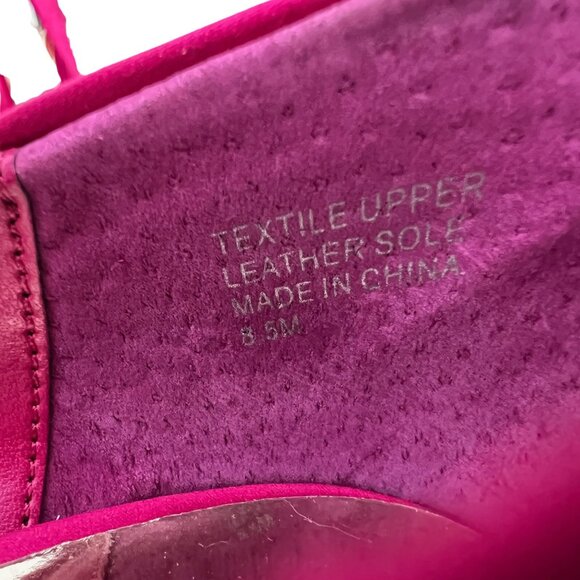 TEXTILE UPPER
LEATHER SOLE
MADE IN CHINA
8.5M